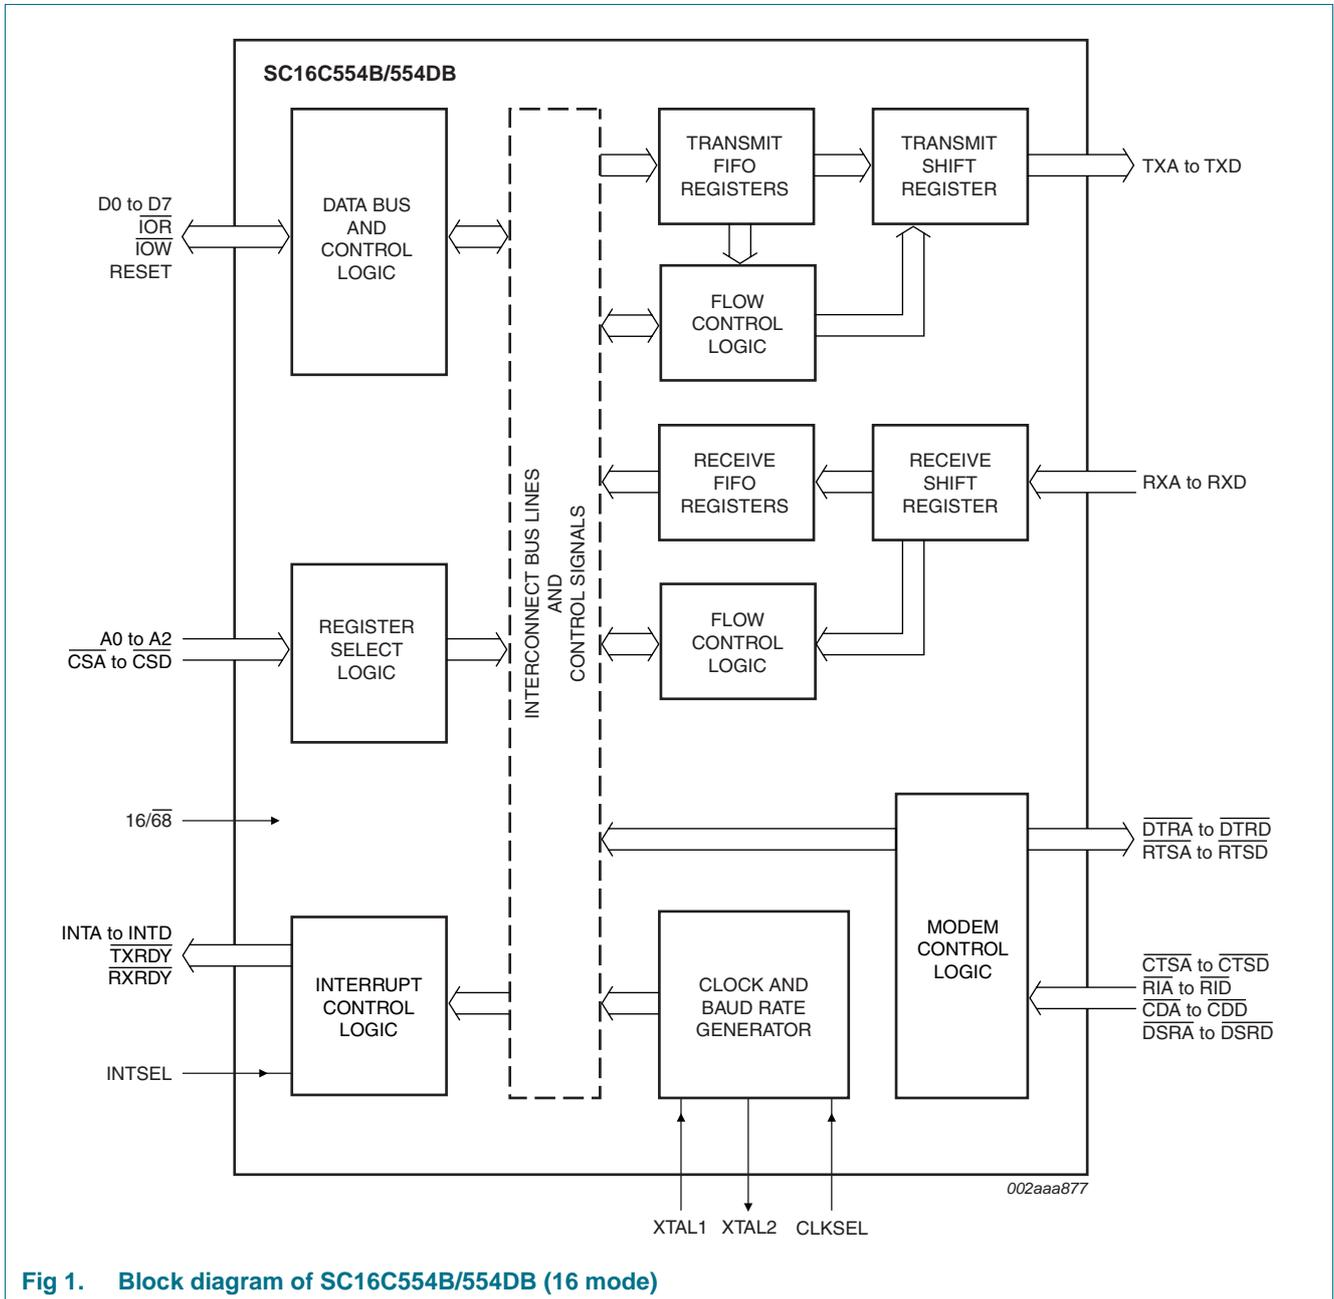 SC16C554B/554DB
D0 to D7
IOR
IOW
RESET
DATA BUS
AND
CONTROL
LOGIC
TRANSMIT
FIFO
REGISTERS
TRANSMIT
SHIFT
REGISTER
TXA to TXD
FLOW
CONTROL
LOGIC
INTERCONNECT BUS LINES
AND
CONTROL SIGNALS
RECEIVE
FIFO
REGISTERS
RECEIVE
SHIFT
REGISTER
RXA to RXD
A0 to A2
CSA to CSD
REGISTER
SELECT
LOGIC
FLOW
CONTROL
LOGIC
16/68
DTRA to DTRD
RTSA to RTSD
MODEM
CONTROL
LOGIC
CTSA to CTSD
RIA to RID
CDA to CDD
DSRA to DSRD
INTA to INTD
TXRDY
RXRDY
INTERRUPT
CONTROL
LOGIC
INTSEL
CLOCK AND
BAUD RATE
GENERATOR
XTAL1 XTAL2 CLKSEL
002aaa877
Fig 1. Block diagram of SC16C554B/554DB (16 mode)